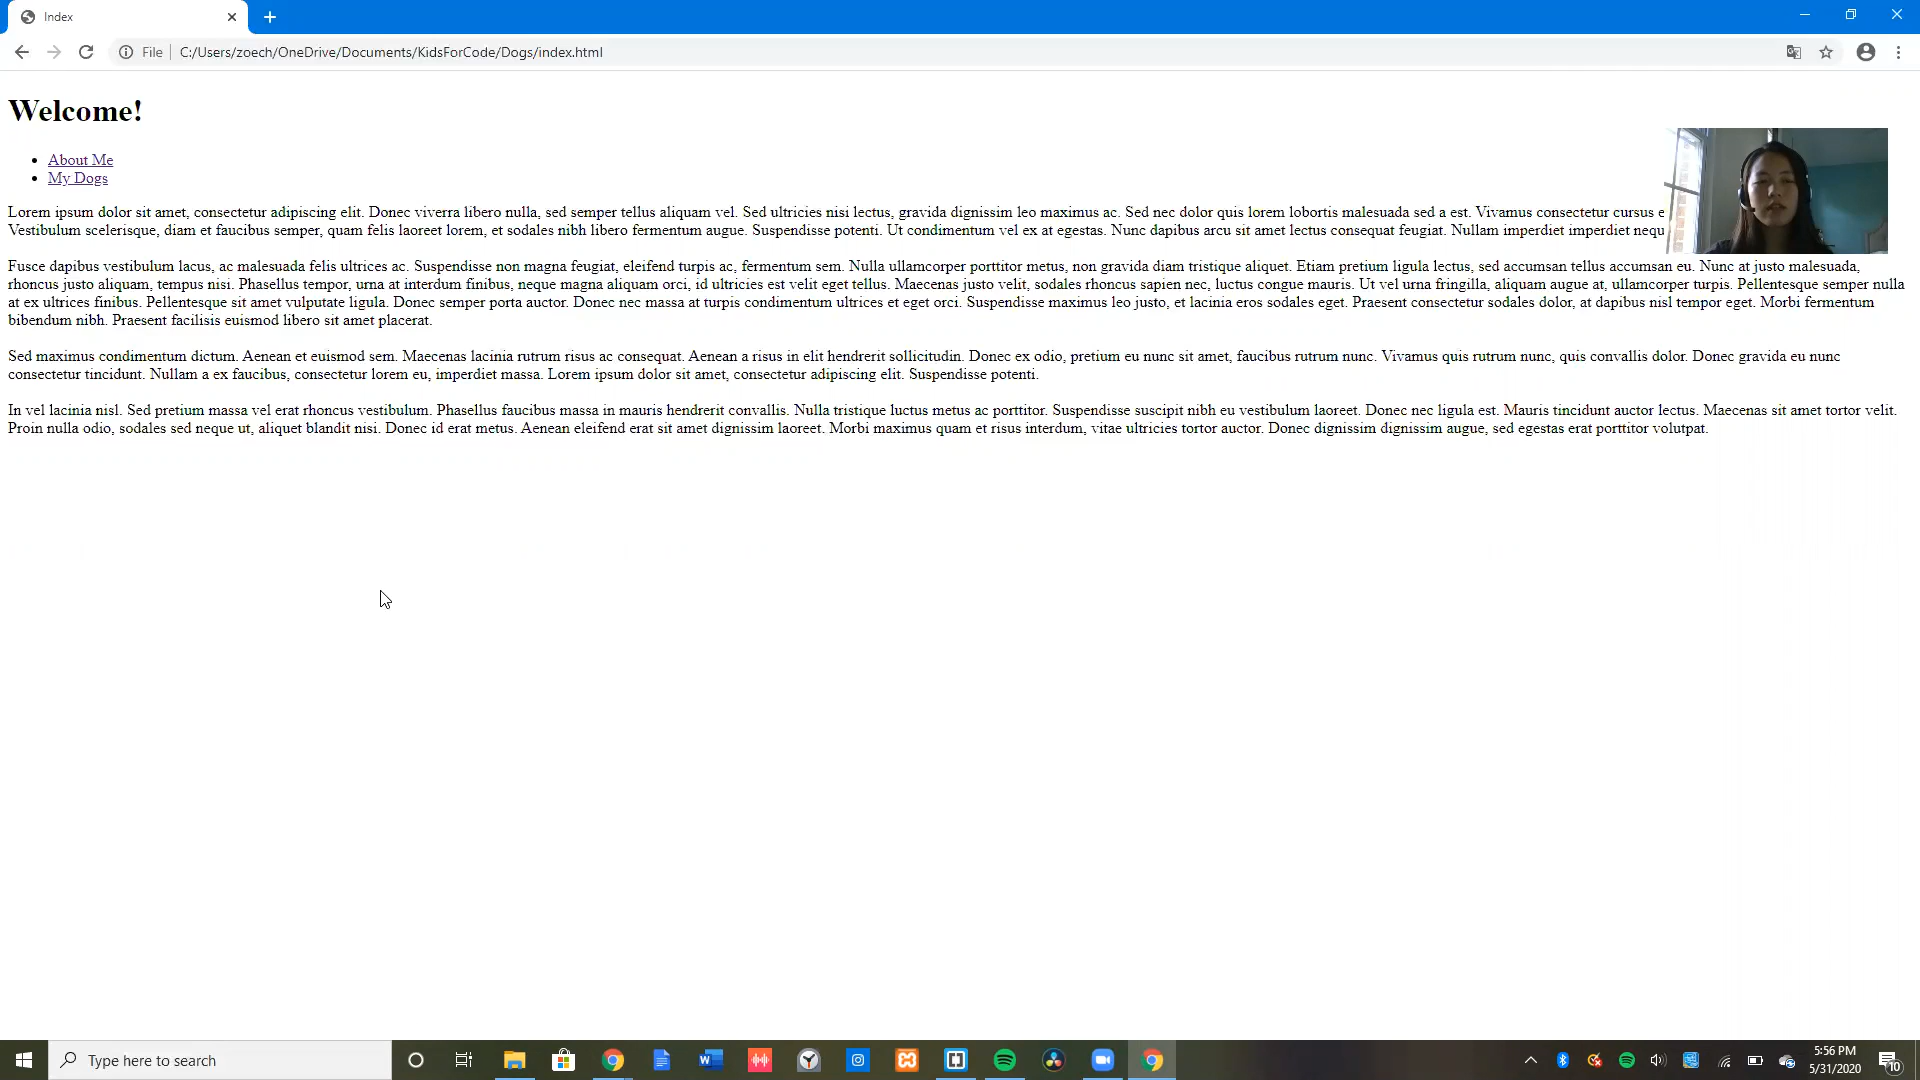 Index
File
C:/Users/zoech/OneDrive/Documents/KidsForCode/Dogs/index.html
Welcome!
About Me
My Dogs
Lorem ipsum dolor sit amet, consectetur adipiscing elit. Donec viverra libero nulla, sed semper tellus aliquam vel. Sed ultricies nisi lectus, gravida dignissim leo maximus ac. Sed nec dolor quis lorem lobortis malesuada sed a est. Vivamus consectetur cursus
Vestibulum scelerisque, diam et faucibus semper, quam felis laoreet lorem, et sodales nibh libero fermentum augue. Suspendisse potenti. Ut condimentum vel ex at egestas. Nunc dapibus arcu sit amet lectus consequat feugiat. Nullam imperdiet imperdiet
Fusce dapibus vestibulum lacus, ac malesuada felis ultrices ac. Suspendisse non magna feugiat, eleifend turpis ac, fermentum sem. Nulla ullamcorper porttitor metus, non gravida diam tristique aliquet. Etiam pretium ligula lectus, sed accumsan tellus accumsan eu. Nunc at justo malesuada,
rhoncus justo aliquam, tempus nisi. Phasellus tempor, urna at interdum finibus, neque magna aliquam orci, id ultricies est velit eget tellus. Maecenas justo velit, sodales rhoncus sapien nec, luctus congue mauris. Ut vel urna fringilla, aliquam augue at, ullamcorper turpis. Pellentesque semper nulla
at ex ultrices finibus. Pellentesque sit amet vulputate ligula. Donec semper porta auctor. Donec nec massa at turpis condimentum ultrices et eget orci. Suspendisse maximus leo justo, et lacinia eros sodales eget. Praesent consectetur sodales dolor, at dapibus nisl tempor eget. Morbi fermentum
bibendum nibh. Praesent facilisis euismod libero sit amet placerat.
Sed maximus condimentum dictum. Aenean et euismod sem. Maecenas lacinia rutrum risus ac consequat. Aenean a risus in elit hendrerit sollicitudin. Donec ex odio, pretium eu nunc sit amet, faucibus rutrum nunc. Vivamus quis rutrum nunc, quis convallis dolor. Donec gravida eu nunc
consectetur tincidunt. Nullam a ex faucibus, consectetur lorem eu, imperdiet massa. Lorem ipsum dolor sit amet, consectetur adipiscing elit. Suspendisse potenti.
In vel lacinia nisl. Sed pretium massa vel erat rhoncus vestibulum. Phasellus faucibus massa in mauris hendrerit convallis. Nulla tristique luctus metus ac porttitor. Suspendisse suscipit nibh eu vestibulum laoreet. Donec nec ligula est. Mauris tincidunt auctor lectus. Maecenas sit amet tortor velit.
Proin nulla odio, sodales sed neque ut, aliquet blandit nisi. Donec id erat metus. Aenean eleifend erat sit amet dignissim laoreet. Morbi maximus quam et risus interdum, vitae ultricies tortor auctor. Donec dignissim dignissim augue, sed egestas erat porttitor volutpat.
Type here to search
5:56 PM
5/31/2020
10